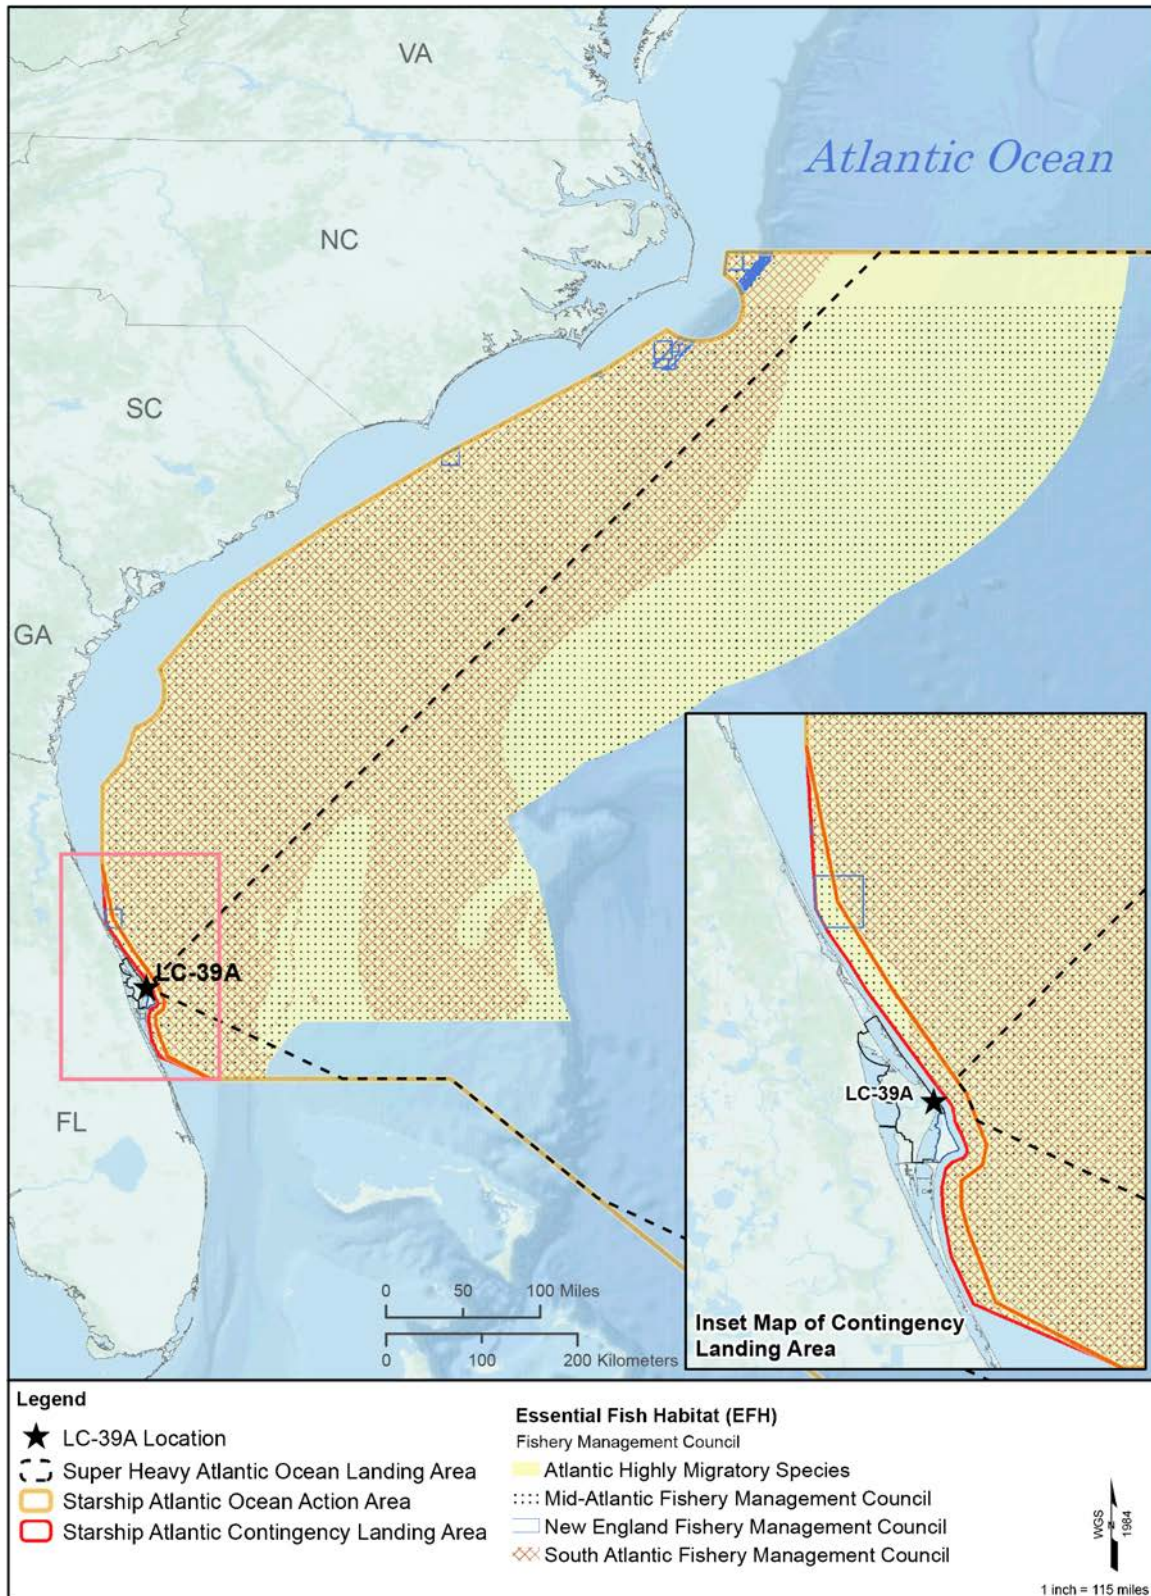 VA
Atlantic Ocean
NC
SC
GA
LC-39A
FL
0 50 100 Miles
0 100 200 Kilometers
LC-39A
Inset Map of Contingency
Landing Area
Legend
LC-39A Location
Super Heavy Atlantic Ocean Landing Area
Starship Atlantic Ocean Action Area
Starship Atlantic Contingency Landing Area
Essential Fish Habitat (EFH)
Fishery Management Council
Atlantic Highly Migratory Species
Mid-Atlantic Fishery Management Council
New England Fishery Management Council
South Atlantic Fishery Management Council
WGS
N
1984
1 inch = 115 miles